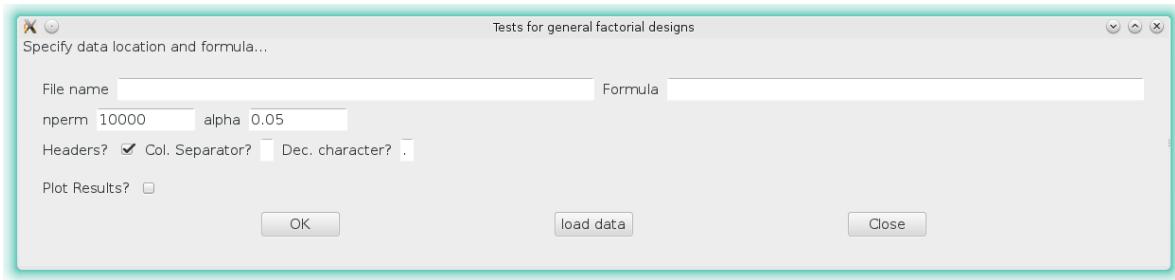 Tests for general factorial designs
Specify data location and formula...
File name Formula
nperm 10000 alpha 0.05
Headers? Col. Separator? Dec. character? .
Plot Results?
OK load data Close